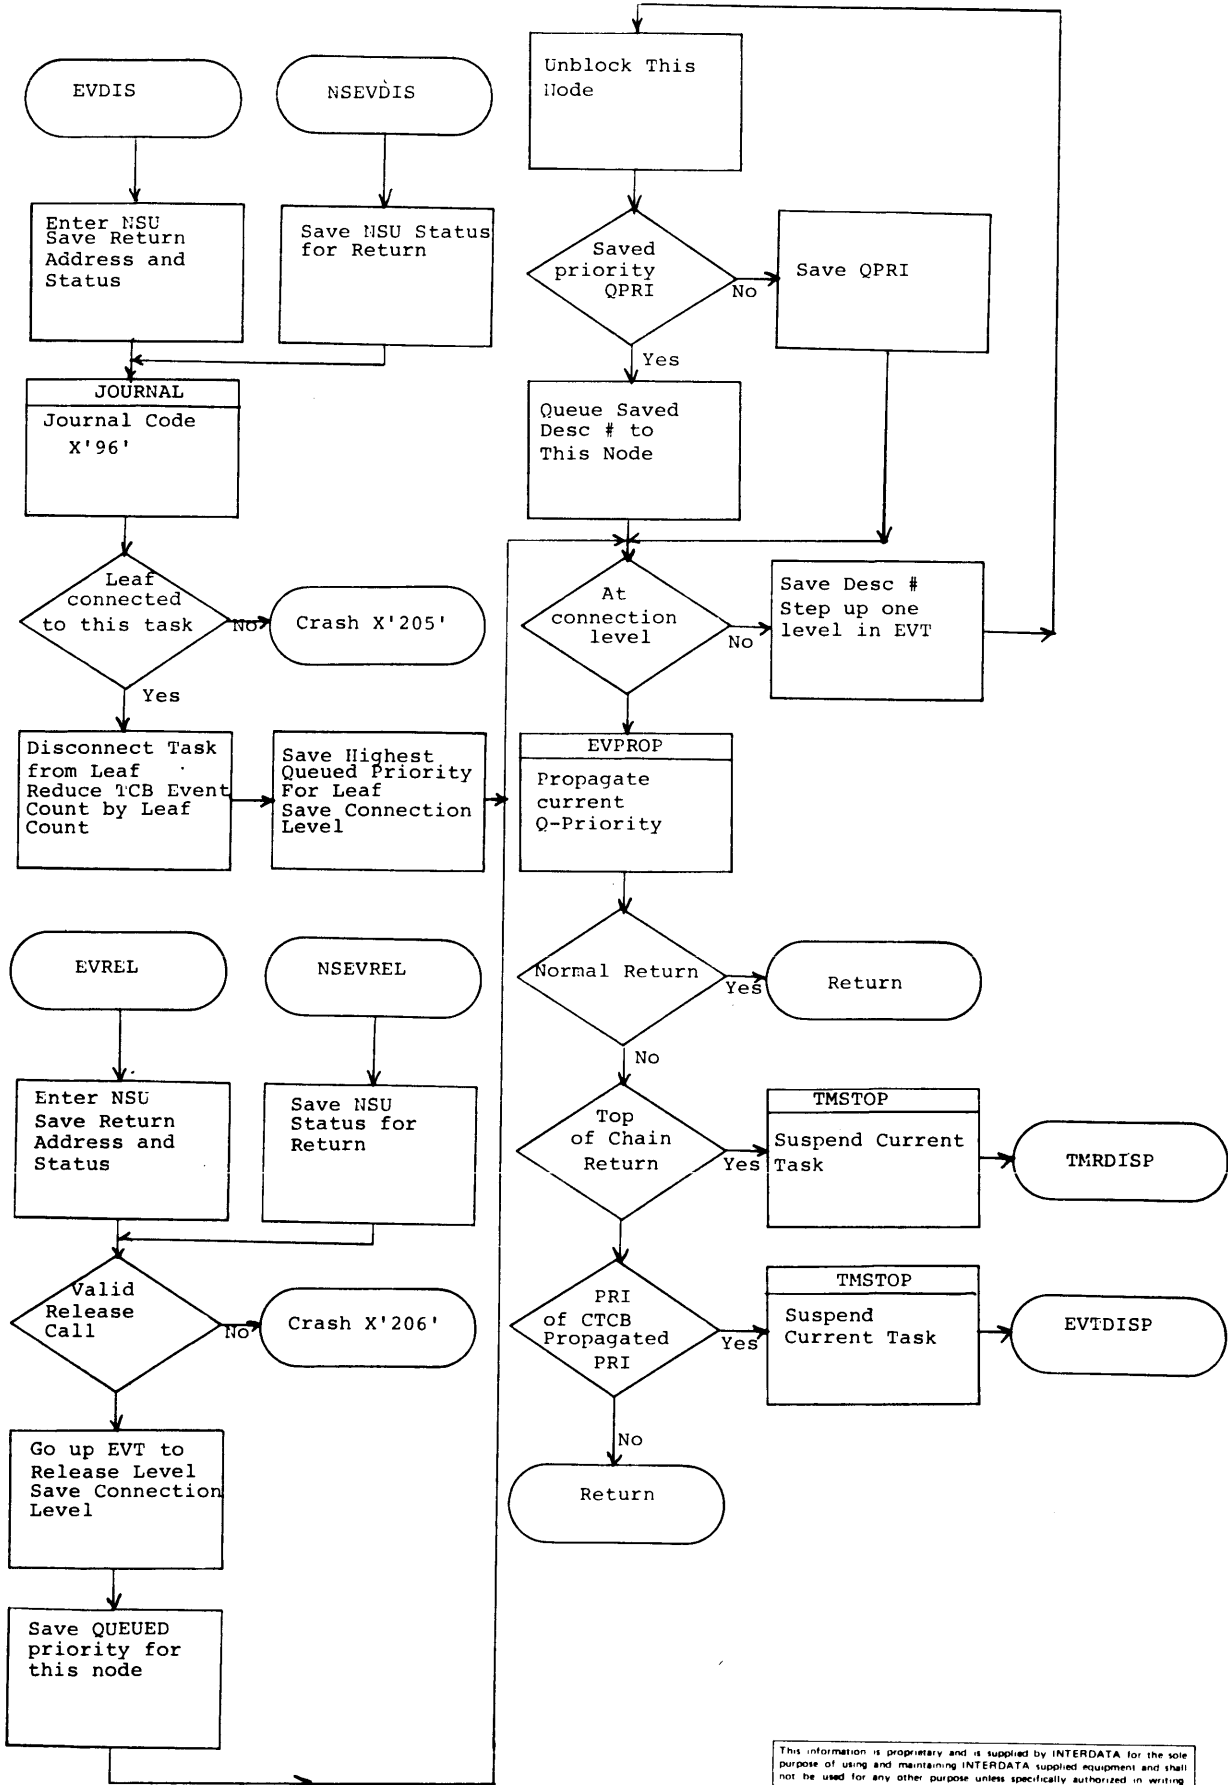 EVDIS
Enter NSU
Save Return
Address and
Status
NSEVDIS
Save NSU Status
for Return
JOURNAL
Journal Code
X'96'
Leaf
connected
to this task
No
Crash X'205'
Yes
Disconnect Task
from Leaf
Reduce TCB Event
Count by Leaf
Count
Save Highest
Queued Priority
For Leaf
Save Connection
Level
EVREL
Enter NSU
Save Return
Address and
Status
NSEVREL
Save NSU
Status for
Return
Valid
Release
Call
No
Crash X'206'
Go up EVT to
Release Level
Save Connection
Level
Save QUEUED
priority for
this node
Unblock This
Node
Saved
priority
QPRI
No
Save QPRI
Yes
Queue Saved
Desc # to
This Node
At
connection
level
No
Save Desc #
Step up one
level in EVT
EVPROP
Propagate
current
Q-Priority
Normal Return
Yes
Return
No
Top
of Chain
Return
Yes
TMSTOP
Suspend Current
Task
TMRDISP
PRI
of CTCB
Propagated
PRI
Yes
TMSTOP
Suspend
Current Task
EVTDISP
No
Return
This information is proprietary and is supplied by INTERDATA for the sole
purpose of using and maintaining INTERDATA supplied equipment and shall
not be used for any other purpose unless specifically authorized in writing